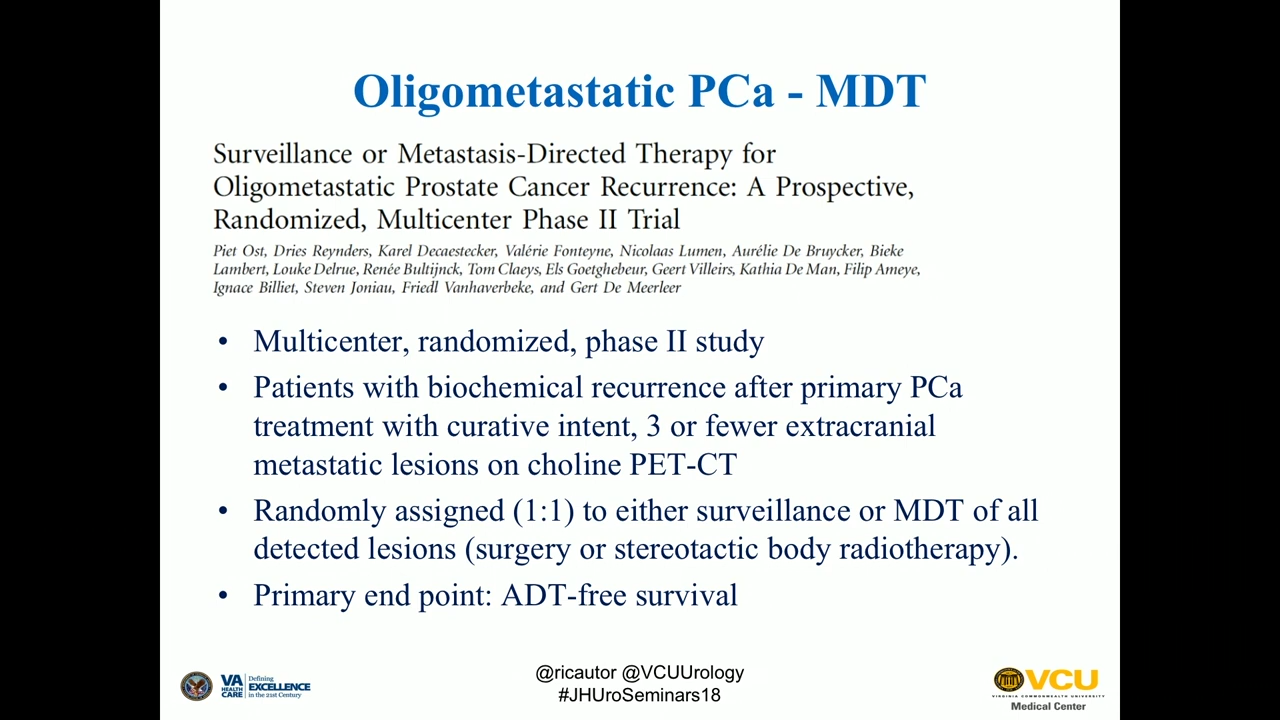 Oligometastatic PCa - MDT
Surveillance or Metastasis-Directed Therapy for
Oligometastatic Prostate Cancer Recurrence: A Prospective,
Randomized, Multicenter Phase II Trial
Piet Ost, Dries Reynders, Karel Decaestecker, Valérie Fonteyne, Nicolaas Lumen, Aurélie De Bruycker, Bieke
Lambert, Louke Delrue, Renée Bultijnck, Tom Claeys, Els Goetghebeur, Geert Villeirs, Kathia De Man, Filip Ameye,
Ignace Billiet, Steven Joniau, Friedl Vanhaverbeke, and Gert De Meerleer
• Multicenter, randomized, phase II study
• Patients with biochemical recurrence after primary PCa
treatment with curative intent, 3 or fewer extracranial
metastatic lesions on choline PET-CT
• Randomly assigned (1:1) to either surveillance or MDT of all
detected lesions (surgery or stereotactic body radiotherapy).
• Primary end point: ADT-free survival
VA
HEALTH
CARE
Defining
EXCELLENCE
in the 21st Century
@ricautor @VCUUrology
#JHUroSeminars18
VCU
VIRGINIA COMMONWEALTH UNIVERSITY
Medical Center